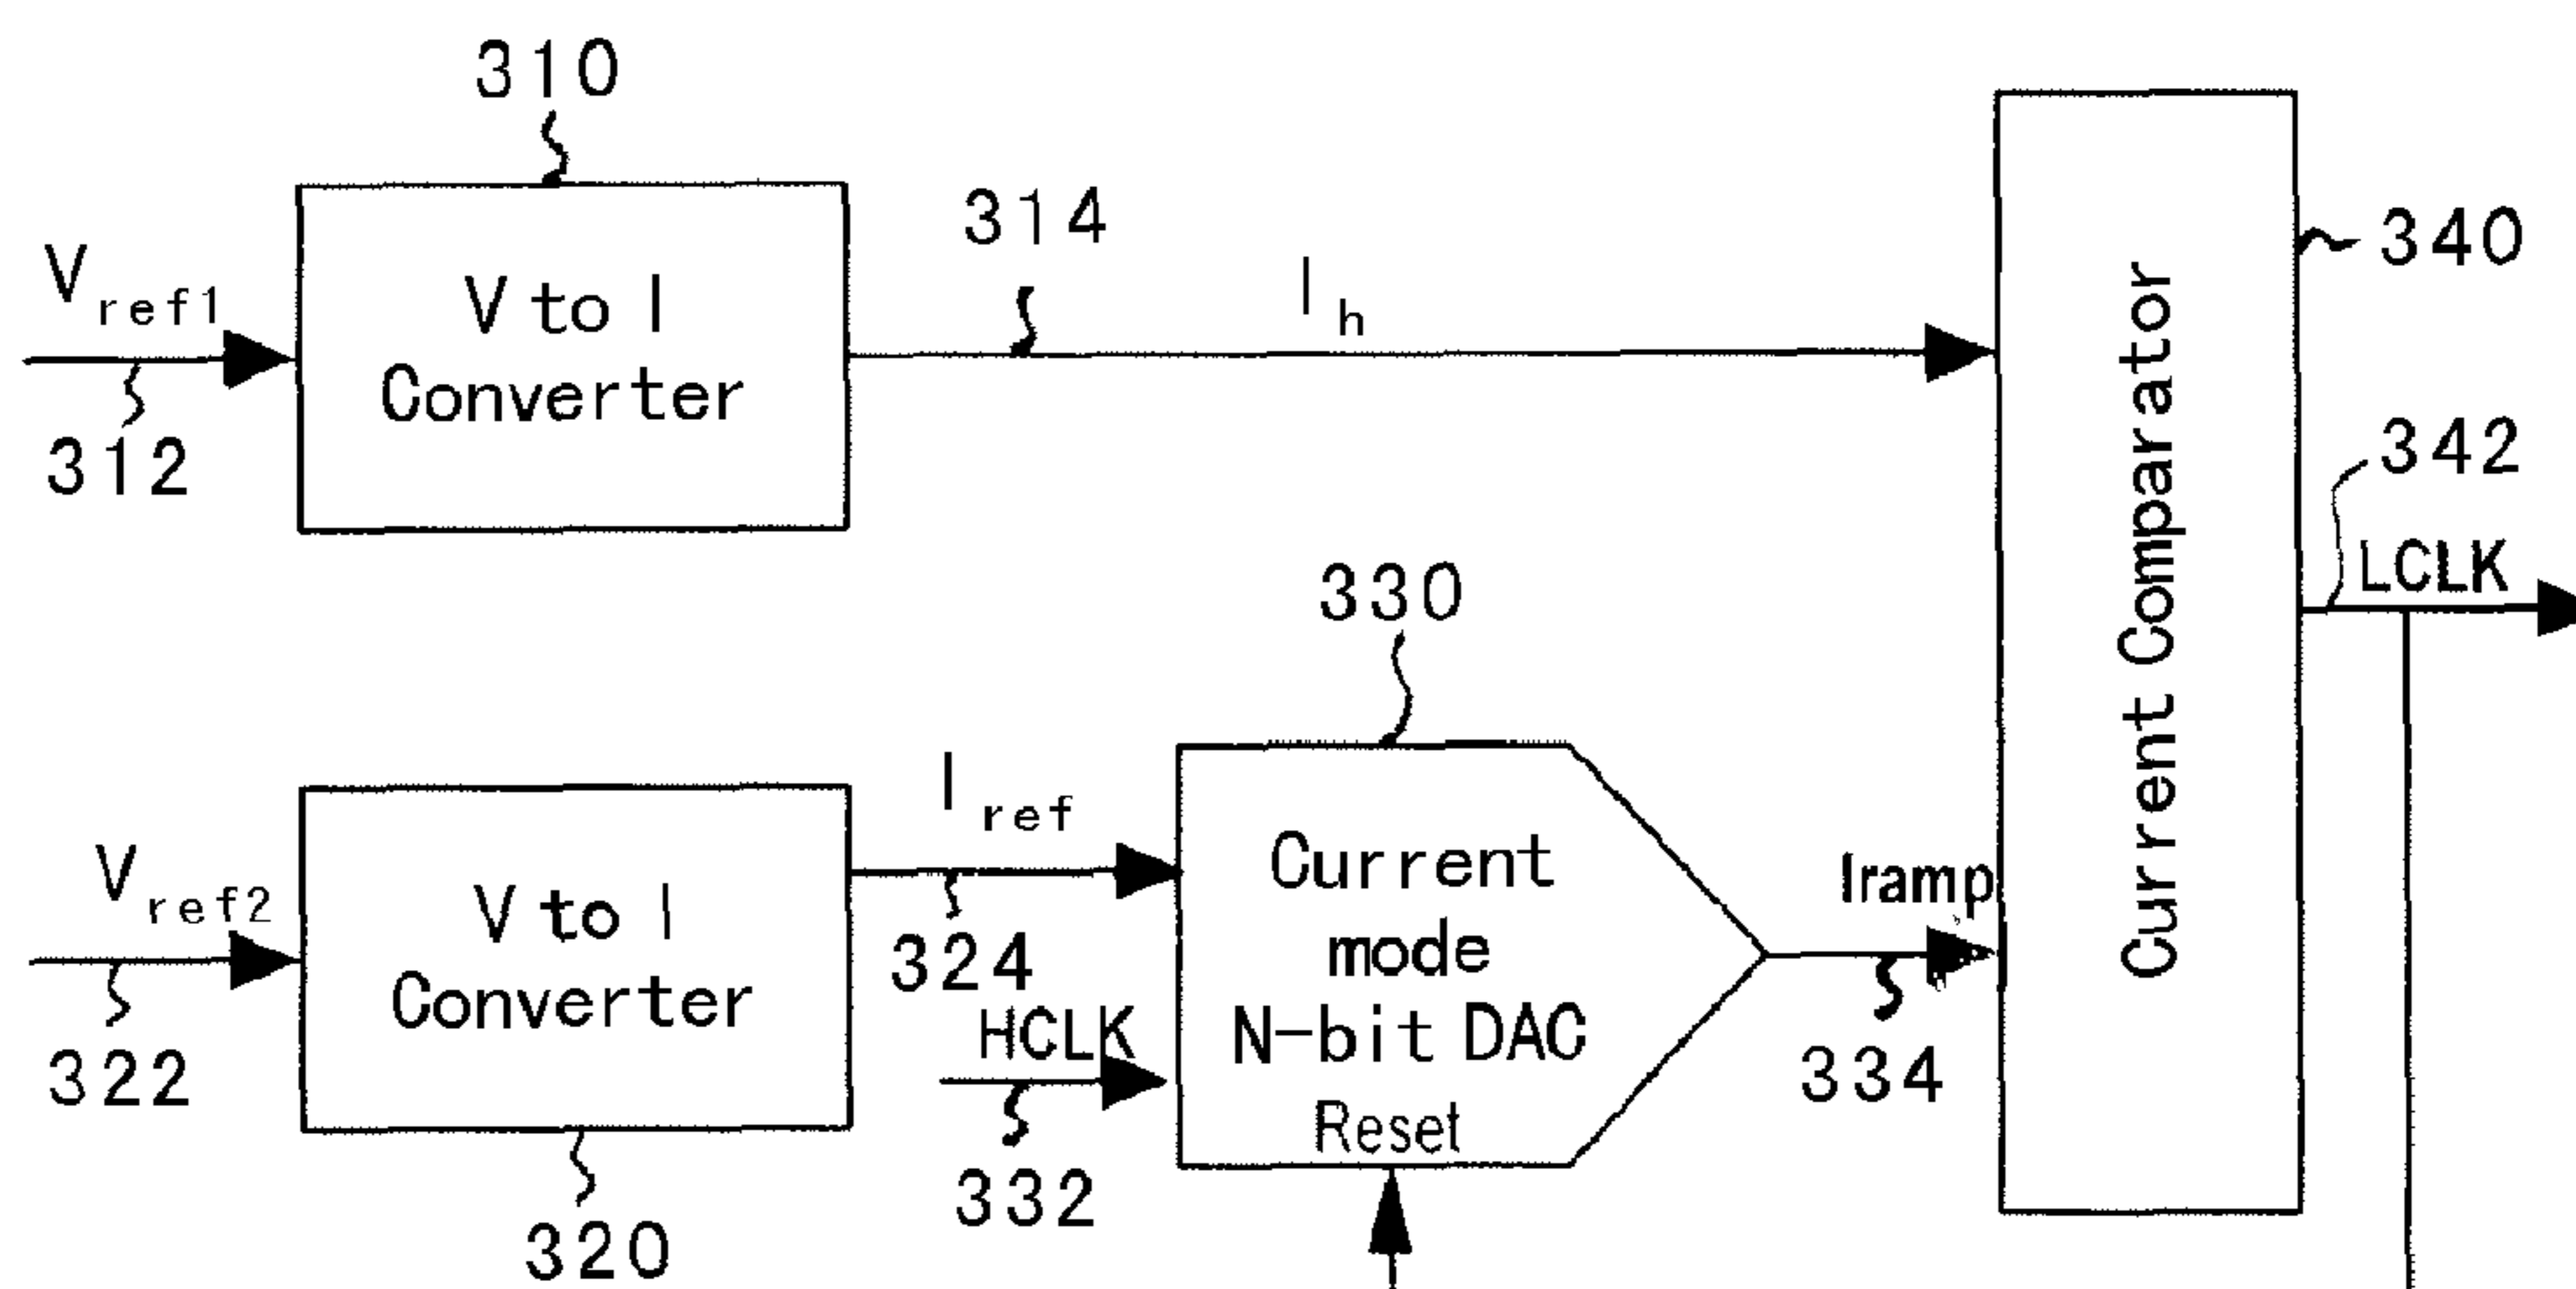 310
314
V to I
Converter
Vref1
312
Ih
340
Current Comparator
342
LCLK
330
Iref
Vref2
V to I
Converter
324
322
320
HCLK
332
Current
mode
N-bit DAC
Reset
Iramp
334